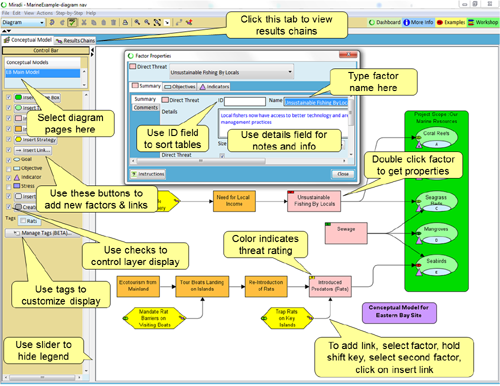 Miradi - MarineExample-diagram nav
File Edit View Actions Step-by-Step Help
Diagram
Dashboard
More Info
Examples
Workshop
Conceptual Model
Results Chains
Click this tab to view
results chains
Control Bar
Conceptual Models
Main Model
Select diagram
pages here
Insert Strategy
Insert Link...
Goal
Objective
Indicator
Stress
Insert
Tags
Rats
Manage Tags (BETA)...
Use these buttons to
add new factors & links
Use checks to
control layer display
Use tags to
customize display
Use slider to
hide legend
Factor Properties
Direct Threat
Unsustainable Fishing By Locals
Summary
Objectives
Indicators
Summary
Comments
Direct Threat
ID
Name
Unsustainable Fishing By Locals
Details
Local fishers now have access to better technology and are
management practices
Direct Threat
Instructions
Close
Type factor
name here
Use ID field
to sort tables
Use details field for
notes and info
Double click factor
to get properties
Need for Local
Income
Unsustainable
Fishing By Locals
Sewage
Project Scope: Our
Marine Resources
Coral Reefs
Seagrass
Mangroves
Seabirds
Color indicates
threat rating
Ecotourism from
Mainland
Tour Boats Landing
on Islands
Re-Introduction
of Rats
Introduced
Predators (Rats)
Mandate Rat
Barriers on
Visiting Boats
Trap Rats
on Key
Islands
Conceptual Model for
Eastern Bay Site
To add link, select factor, hold
shift key, select second factor,
click on insert link